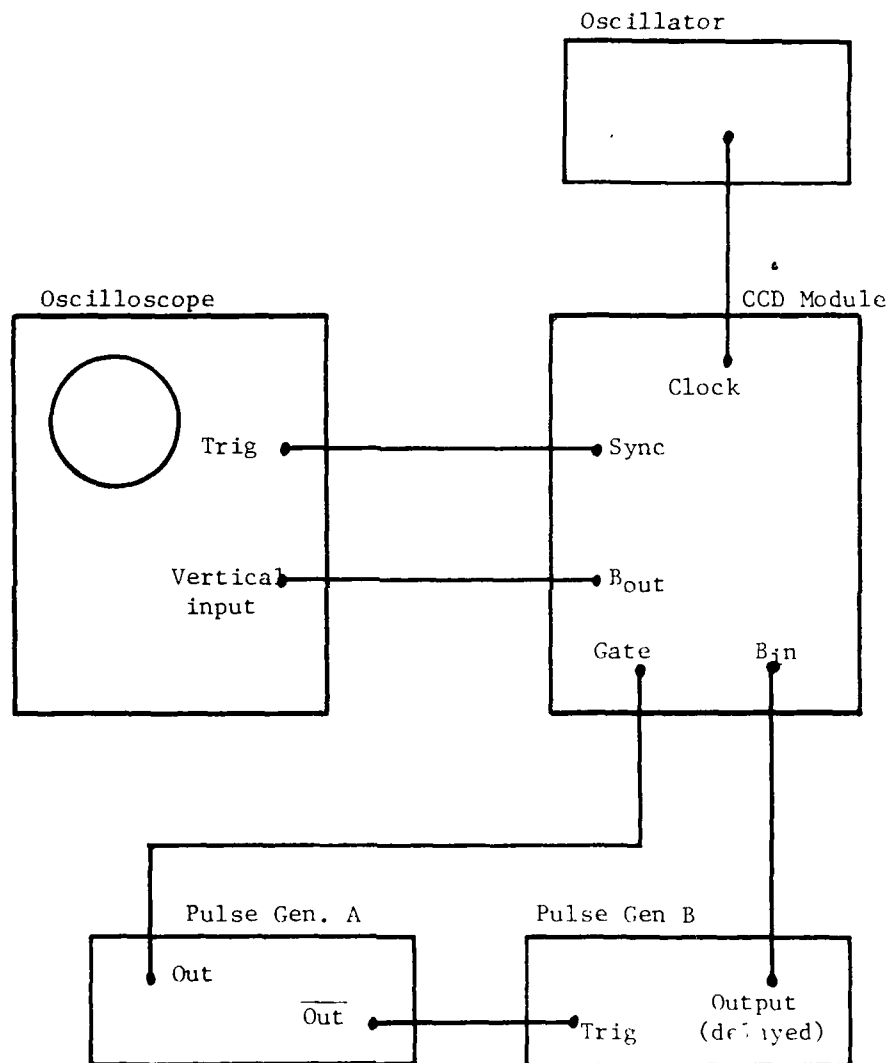 Oscillator
Oscilloscope
CCD Module
Clock
Trig
Sync
Vertical
input
Bout
Gate
Bin
Pulse Gen. A
Pulse Gen B
Out
Out
Trig
Output
(delayed)